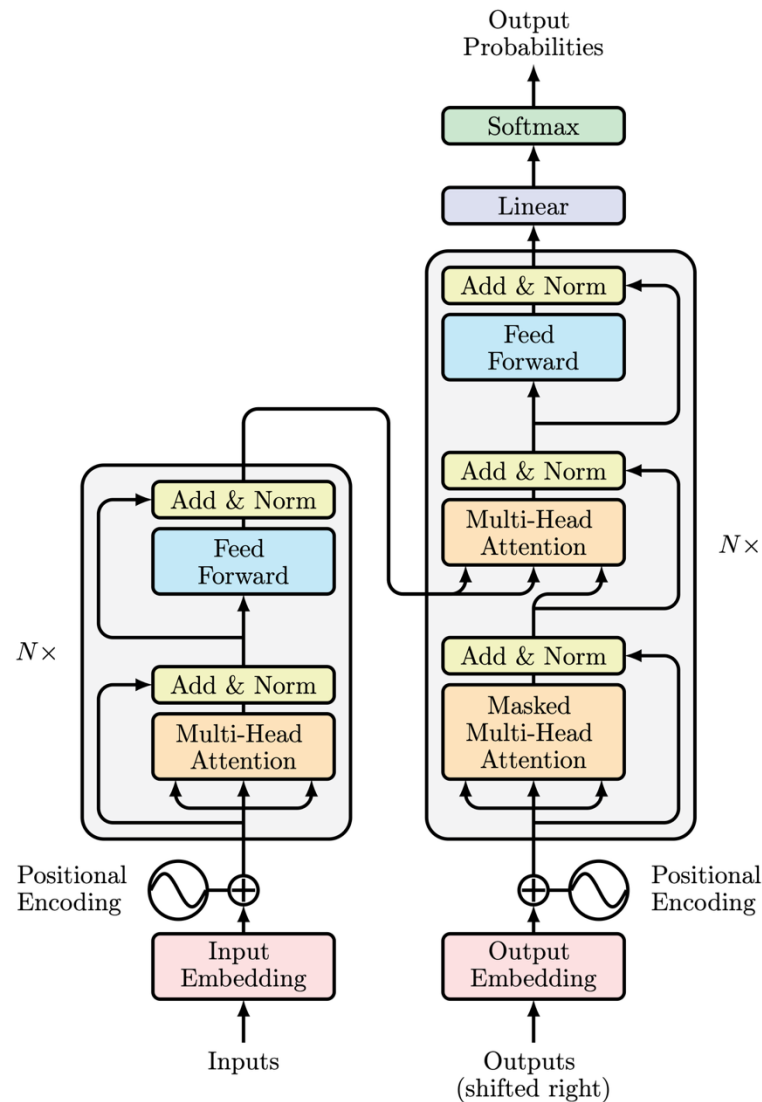 Output
Probabilities
Softmax
Linear
Add & Norm
Feed
Forward
Add & Norm
Multi-Head
Attention
N×
Add & Norm
Masked
Multi-Head
Attention
Add & Norm
Feed
Forward
N×
Add & Norm
Multi-Head
Attention
Positional
Encoding
Positional
Encoding
Input
Embedding
Output
Embedding
Inputs
Outputs
(shifted right)